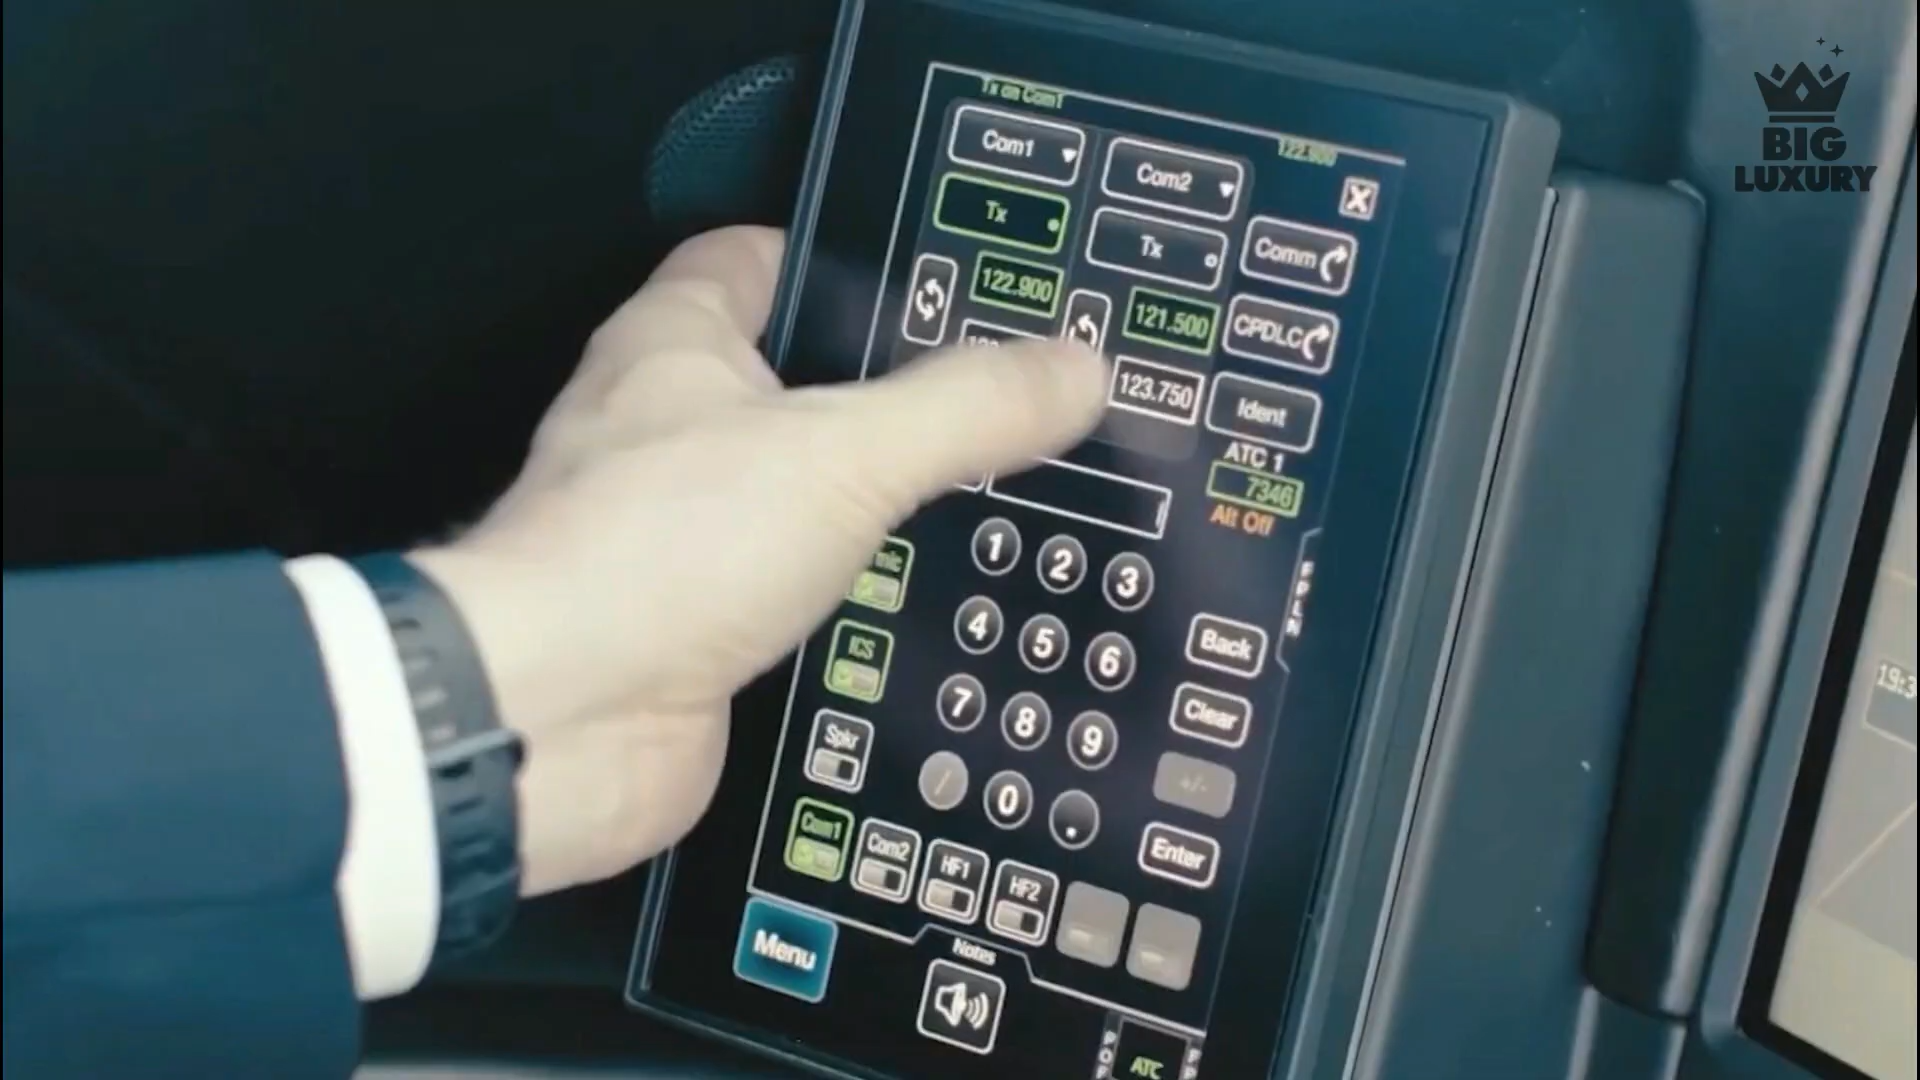 BIG
LUXURY
Tx on Com1
122.900
Com1
Com2
Tx
Tx
Comm
122.900
121.500
CPDLC
123.750
Ident
ATC 1
7346
Alt Off
1
2
3
mic
FPLN
4
5
6
Back
ICS
7
8
9
Clear
Spkr
/
0
.
+/-
Com1
Com2
HF1
HF2
Enter
Menu
Notes
ATC